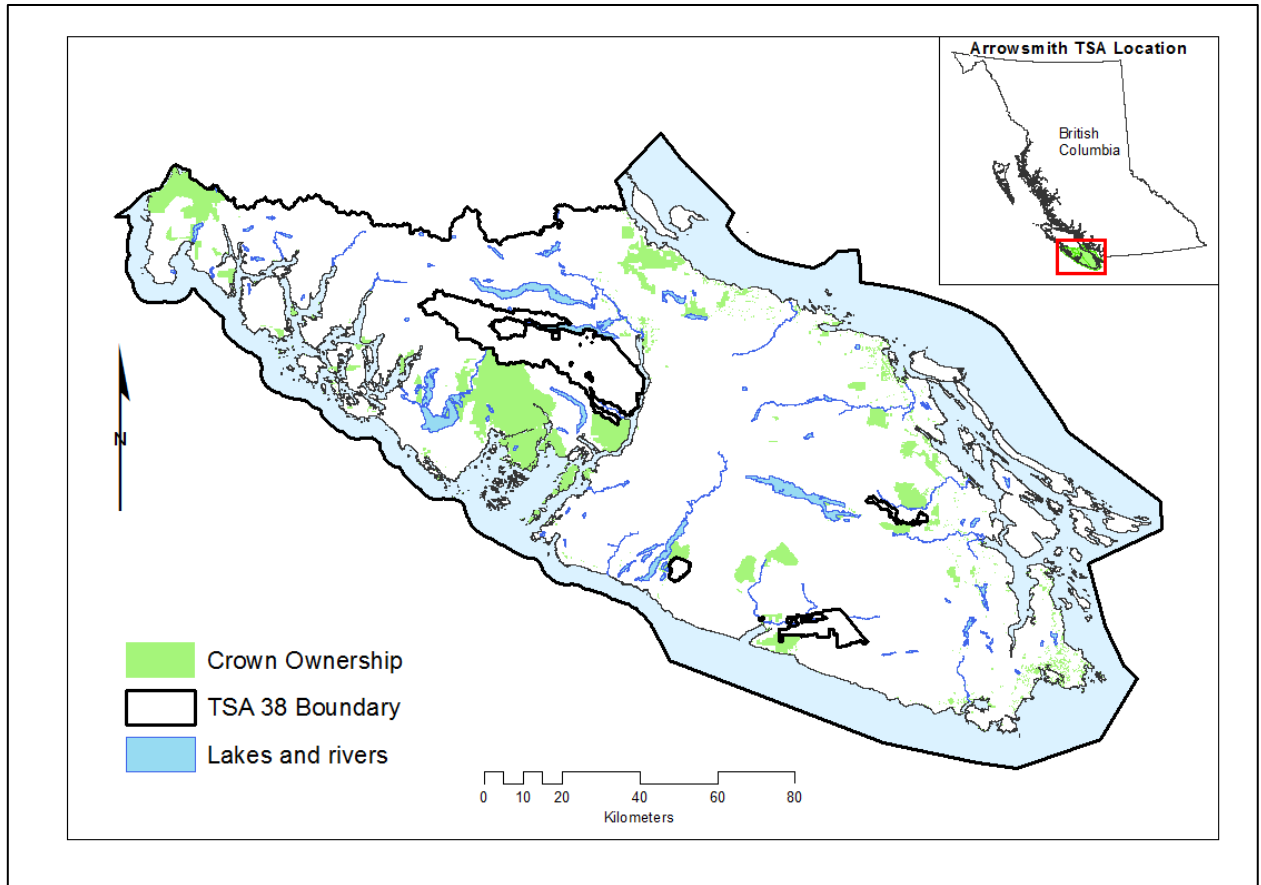 Arrowsmith TSA Location
British
Columbia
N
Crown Ownership
TSA 38 Boundary
Lakes and rivers
0 10 20 40 60 80
Kilometers